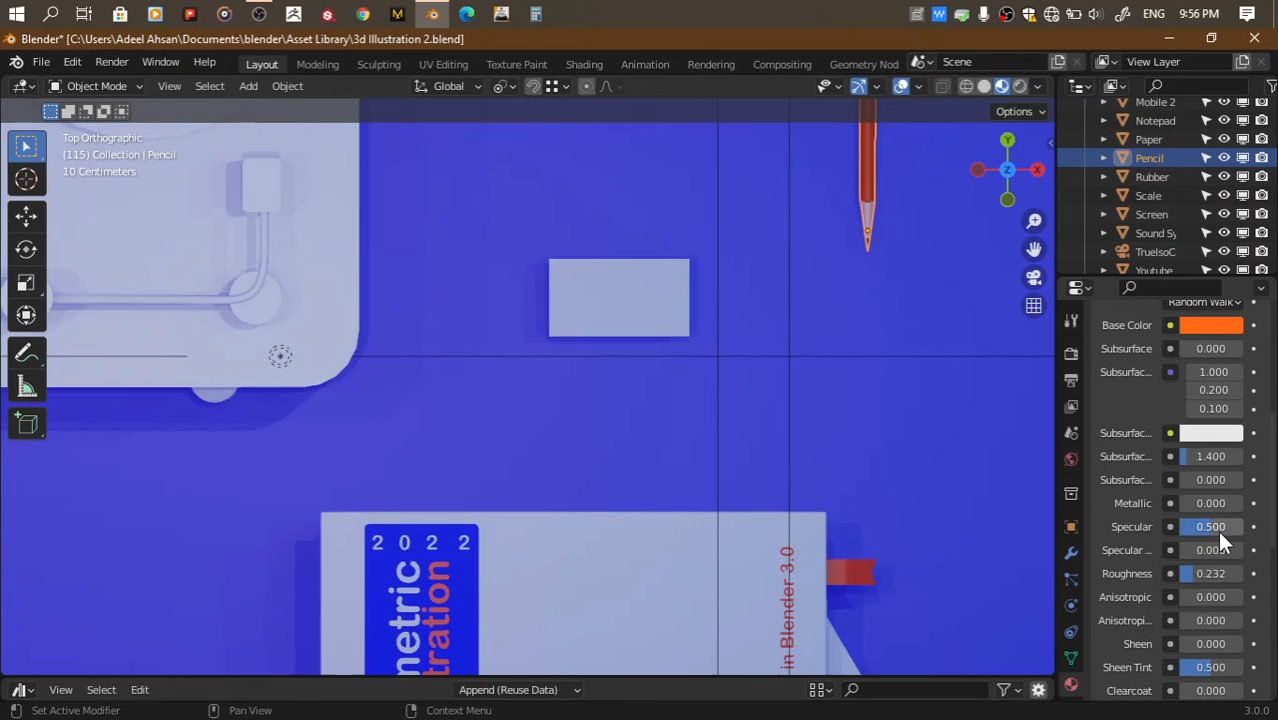 ENG 9:56 PM
Blender* [C:\Users\Adeel Ahsan\Documents\blender\Asset Library\3d Illustration 2.blend]
File Edit Render Window Help Layout Modeling Sculpting UV Editing Texture Paint Shading Animation Rendering Compositing Geometry Nod Scene View Layer
Object Mode View Select Add Object Global
Options
Top Orthographic
(115) Collection | Pencil
10 Centimeters
Y
Z
X
Mobile 2
Notepad
Paper
Pencil
Rubber
Scale
Screen
Sound Sy
TrueIsoC
Youtube
Random Walk
Base Color
Subsurface 0.000
Subsurfac... 1.000
0.200
0.100
Subsurfac...
Subsurfac... 1.400
Subsurfac... 0.000
Metallic 0.000
Specular 0.500
Specular ...
Roughness 0.232
Anisotropic 0.000
Anisotropi... 0.000
Sheen 0.000
Sheen Tint 0.500
Clearcoat 0.000
2 0 2 2
metric
tration
in Blender 3.0
View Select Edit Append (Reuse Data)
Set Active Modifier Pan View Context Menu 3.0.0